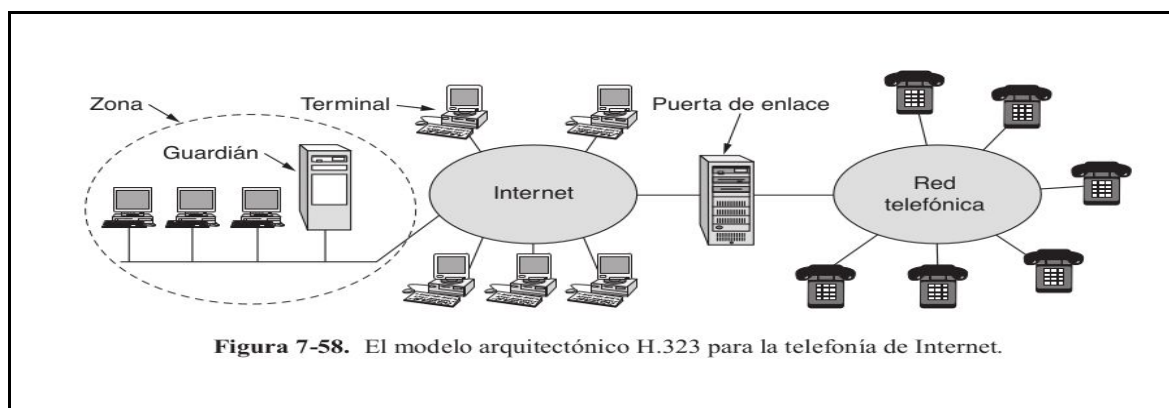 Zona
Terminal
Puerta de enlace
Guardián
Internet
Red
telefónica
Figura 7-58. El modelo arquitectónico H.323 para la telefonía de Internet.